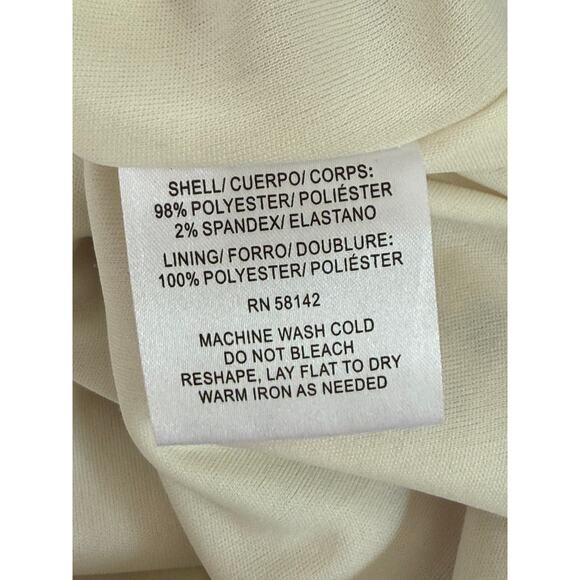 SHELL/ CUERPO/ CORPS:
98% POLYESTER/ POLIÉSTER
2% SPANDEX/ ELASTANO
LINING/ FORRO/ DOUBLURE:
100% POLYESTER/ POLIÉSTER
RN 58142
MACHINE WASH COLD
DO NOT BLEACH
RESHAPE, LAY FLAT TO DRY
WARM IRON AS NEEDED